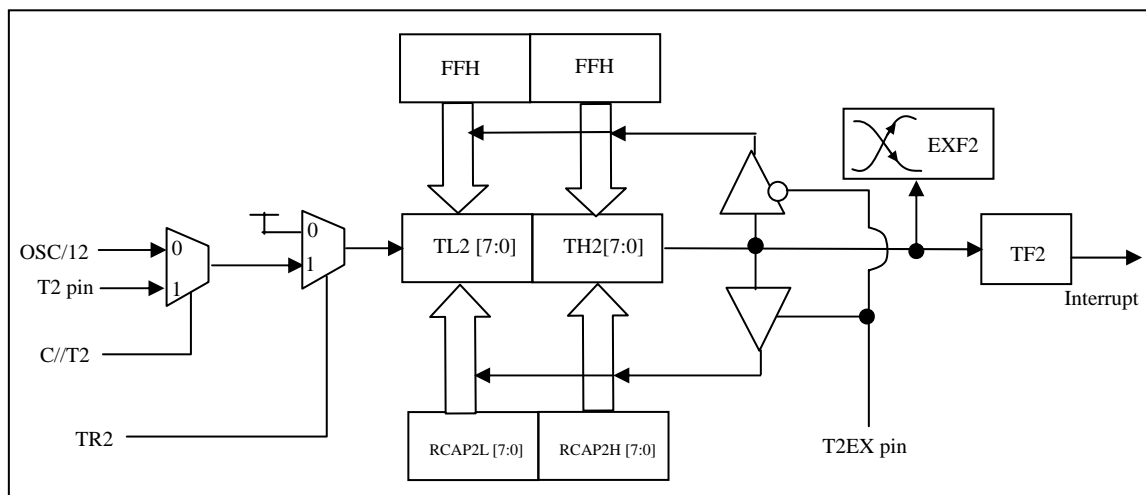 FFH
FFH
EXF2
OSC/12
0
0
TL2 [7:0]
TH2[7:0]
TF2
T2 pin
1
1
Interrupt
C//T2
TR2
RCAP2L [7:0]
RCAP2H [7:0]
T2EX pin